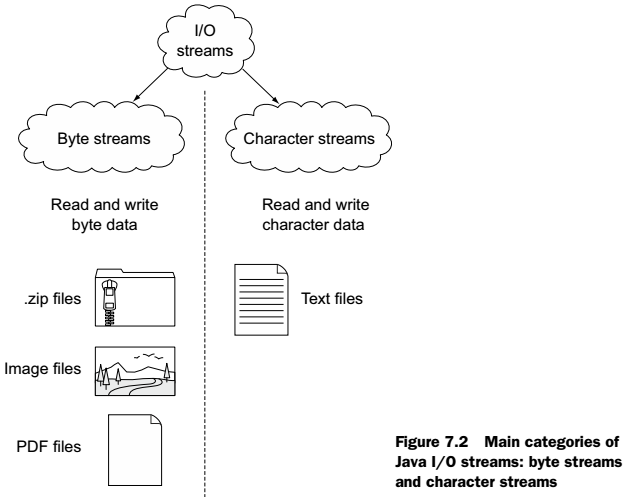 I/O
streams
Byte streams
Character streams
Read and write
byte data
Read and write
character data
.zip files
Text files
Image files
PDF files
Figure 7.2 Main categories of
Java I/O streams: byte streams
and character streams